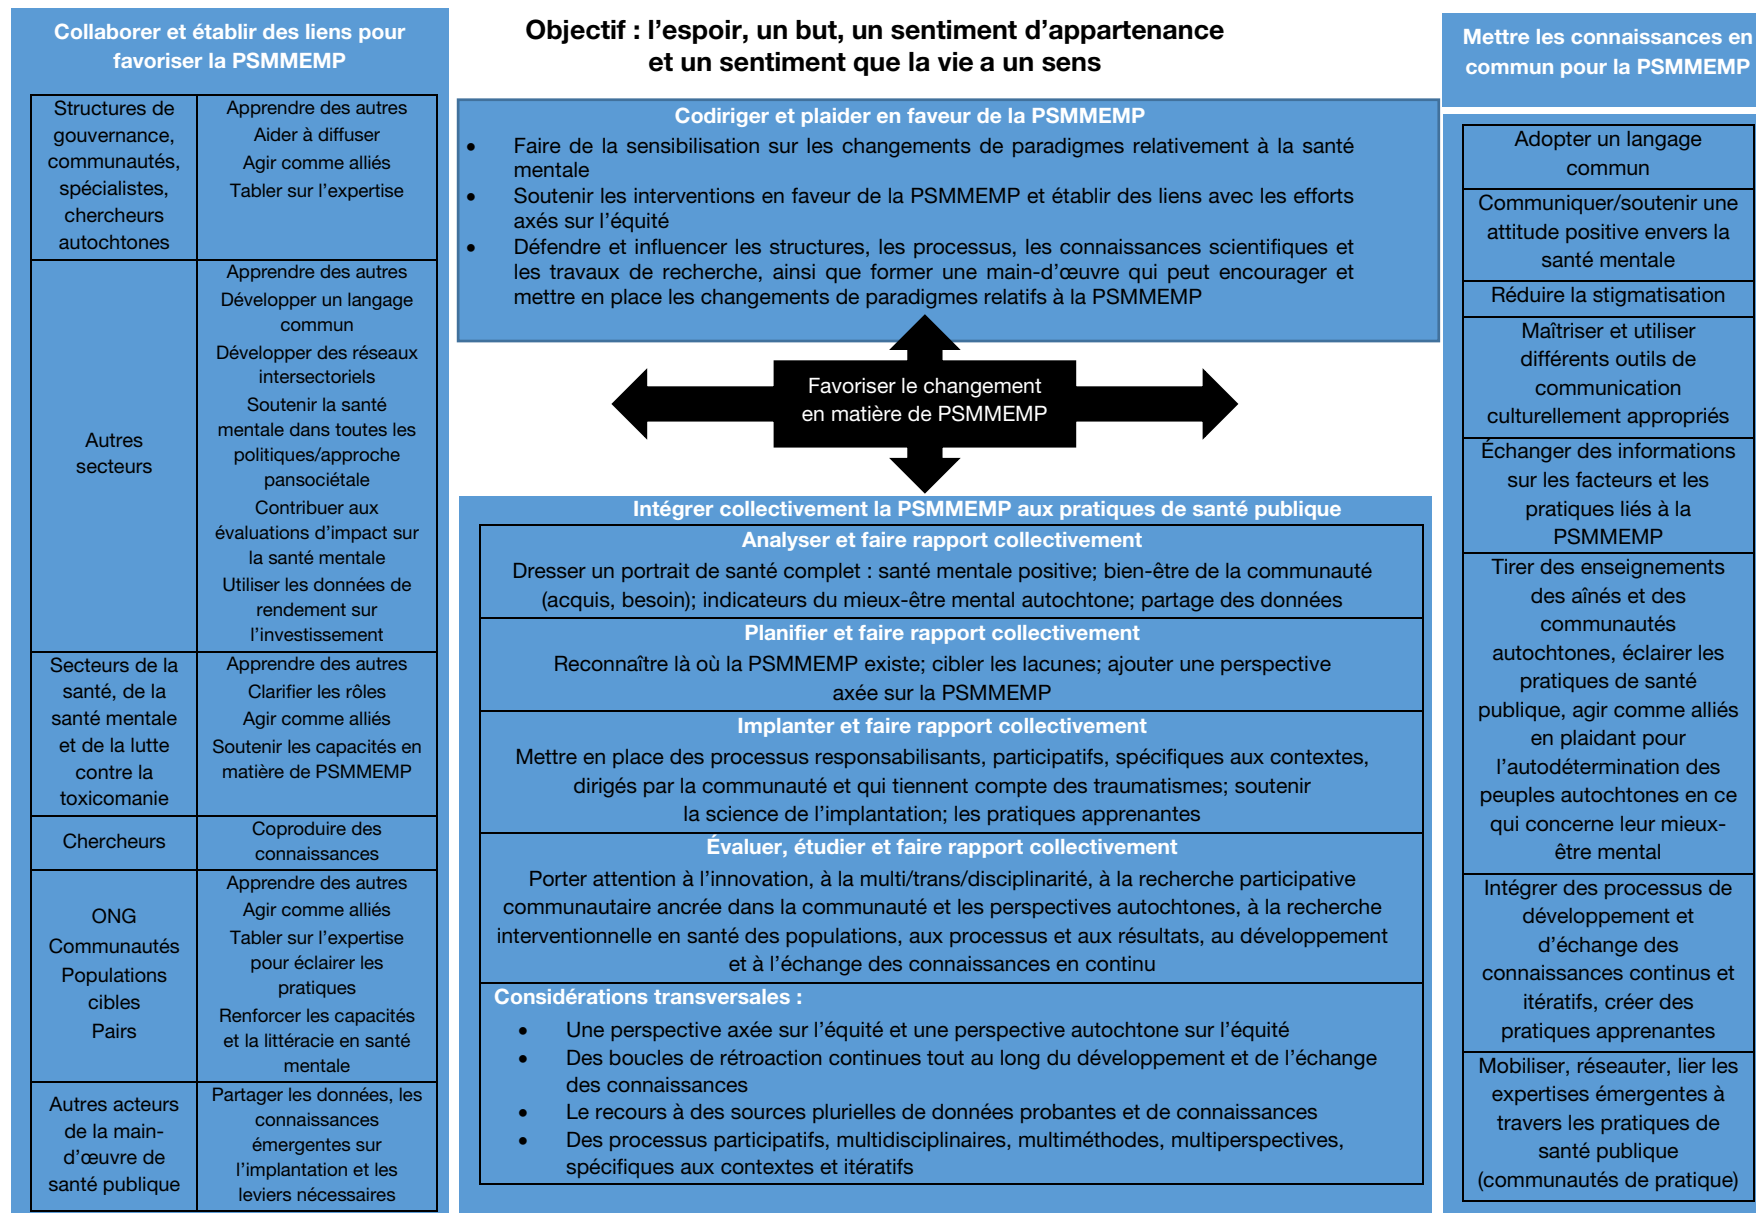 Collaborer et établir des liens pour
favoriser la PSMMEMP
Structures de
gouvernance,
communautés,
spécialistes,
chercheurs
autochtones
Apprendre des autres
Aider à diffuser
Agir comme alliés
Tabler sur l'expertise
Autres
secteurs
Apprendre des autres
Développer un langage
commun
Développer des réseaux
intersectoriels
Soutenir la santé
mentale dans toutes les
politiques/approche
pansociétale
Contribuer aux
évaluations d'impact sur
la santé mentale
Utiliser les données de
rendement sur
l'investissement
Secteurs de la
santé, de la
santé mentale
et de la lutte
contre la
toxicomanie
Apprendre des autres
Clarifier les rôles
Agir comme alliés
Soutenir les capacités en
matière de PSMMEMP
Chercheurs
Coproduire des
connaissances
ONG
Communautés
Populations
cibles
Pairs
Apprendre des autres
Agir comme alliés
Tabler sur l'expertise
pour éclairer les
pratiques
Renforcer les capacités
et la littéracie en santé
mentale
Autres acteurs
de la main-
d'œuvre de
santé publique
Partager les données, les
connaissances
émergentes sur
l'implantation et les
leviers nécessaires
Objectif : l'espoir, un but, un sentiment d'appartenance
et un sentiment que la vie a un sens
Codiriger et plaider en faveur de la PSMMEMP
• Faire de la sensibilisation sur les changements de paradigmes relativement à la santé
mentale
• Soutenir les interventions en faveur de la PSMMEMP et établir des liens avec les efforts
axés sur l'équité
• Défendre et influencer les structures, les processus, les connaissances scientifiques et
les travaux de recherche, ainsi que former une main-d'œuvre qui peut encourager et
mettre en place les changements de paradigmes relatifs à la PSMMEMP
Favoriser le changement
en matière de PSMMEMP
Intégrer collectivement la PSMMEMP aux pratiques de santé publique
Analyser et faire rapport collectivement
Dresser un portrait de santé complet : santé mentale positive; bien-être de la communauté
(acquis, besoin); indicateurs du mieux-être mental autochtone; partage des données
Planifier et faire rapport collectivement
Reconnaître là où la PSMMEMP existe; cibler les lacunes; ajouter une perspective
axée sur la PSMMEMP
Implanter et faire rapport collectivement
Mettre en place des processus responsabilisants, participatifs, spécifiques aux contextes,
dirigés par la communauté et qui tiennent compte des traumatismes; soutenir
la science de l'implantation; les pratiques apprenantes
Évaluer, étudier et faire rapport collectivement
Porter attention à l'innovation, à la multi/trans/disciplinarité, à la recherche participative
communautaire ancrée dans la communauté et les perspectives autochtones, à la recherche
interventionnelle en santé des populations, aux processus et aux résultats, au développement
et à l'échange des connaissances en continu
Considérations transversales :
• Une perspective axée sur l'équité et une perspective autochtone sur l'équité
• Des boucles de rétroaction continues tout au long du développement et de l'échange
des connaissances
• Le recours à des sources plurielles de données probantes et de connaissances
• Des processus participatifs, multidisciplinaires, multiméthodes, multiperspectives,
spécifiques aux contextes et itératifs
Mettre les connaissances en
commun pour la PSMMEMP
Adopter un langage
commun
Communiquer/soutenir une
attitude positive envers la
santé mentale
Réduire la stigmatisation
Maîtriser et utiliser
différents outils de
communication
culturellement appropriés
Échanger des informations
sur les facteurs et les
pratiques liés à la
PSMMEMP
Tirer des enseignements
des aînés et des
communautés
autochtones, éclairer les
pratiques de santé
publique, agir comme alliés
en plaidant pour
l'autodétermination des
peuples autochtones en ce
qui concerne leur mieux-
être mental
Intégrer des processus de
développement et
d'échange des
connaissances continus et
itératifs, créer des
pratiques apprenantes
Mobiliser, réseauter, lier les
expertises émergentes à
travers les pratiques de
santé publique
(communautés de pratique)